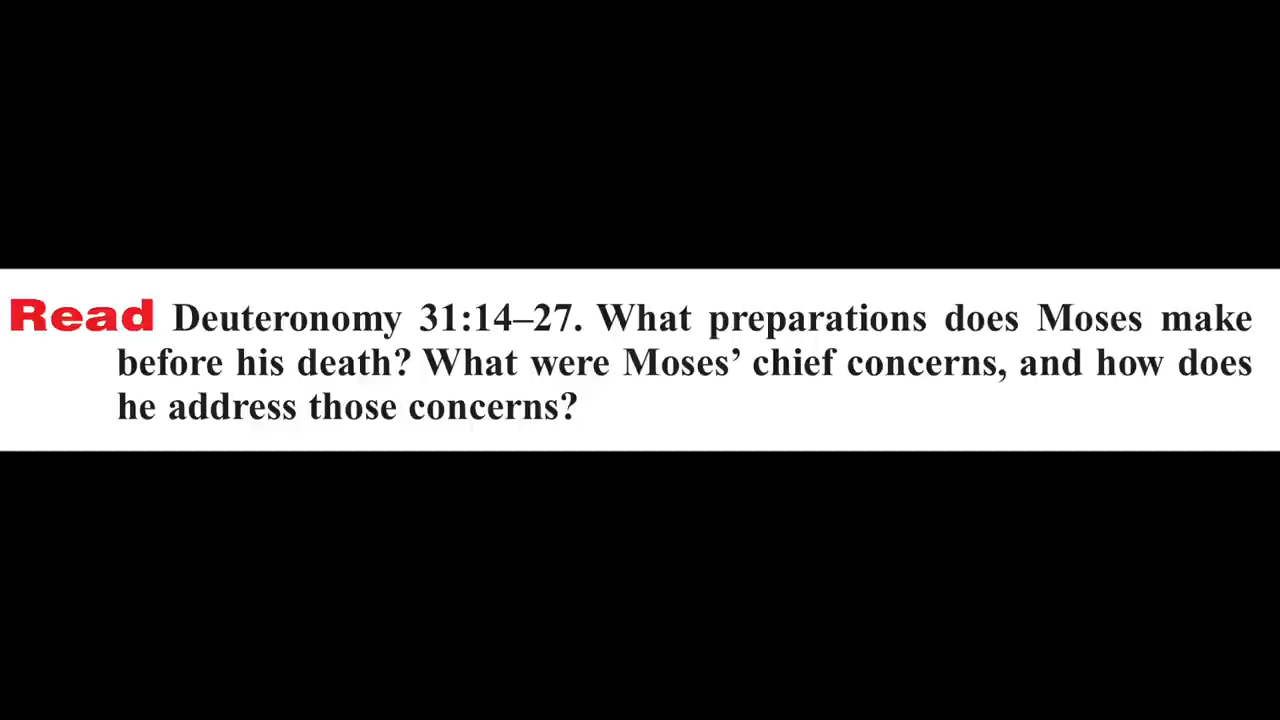 Read Deuteronomy 31:14–27. What preparations does Moses make
before his death? What were Moses’ chief concerns, and how does
he address those concerns?